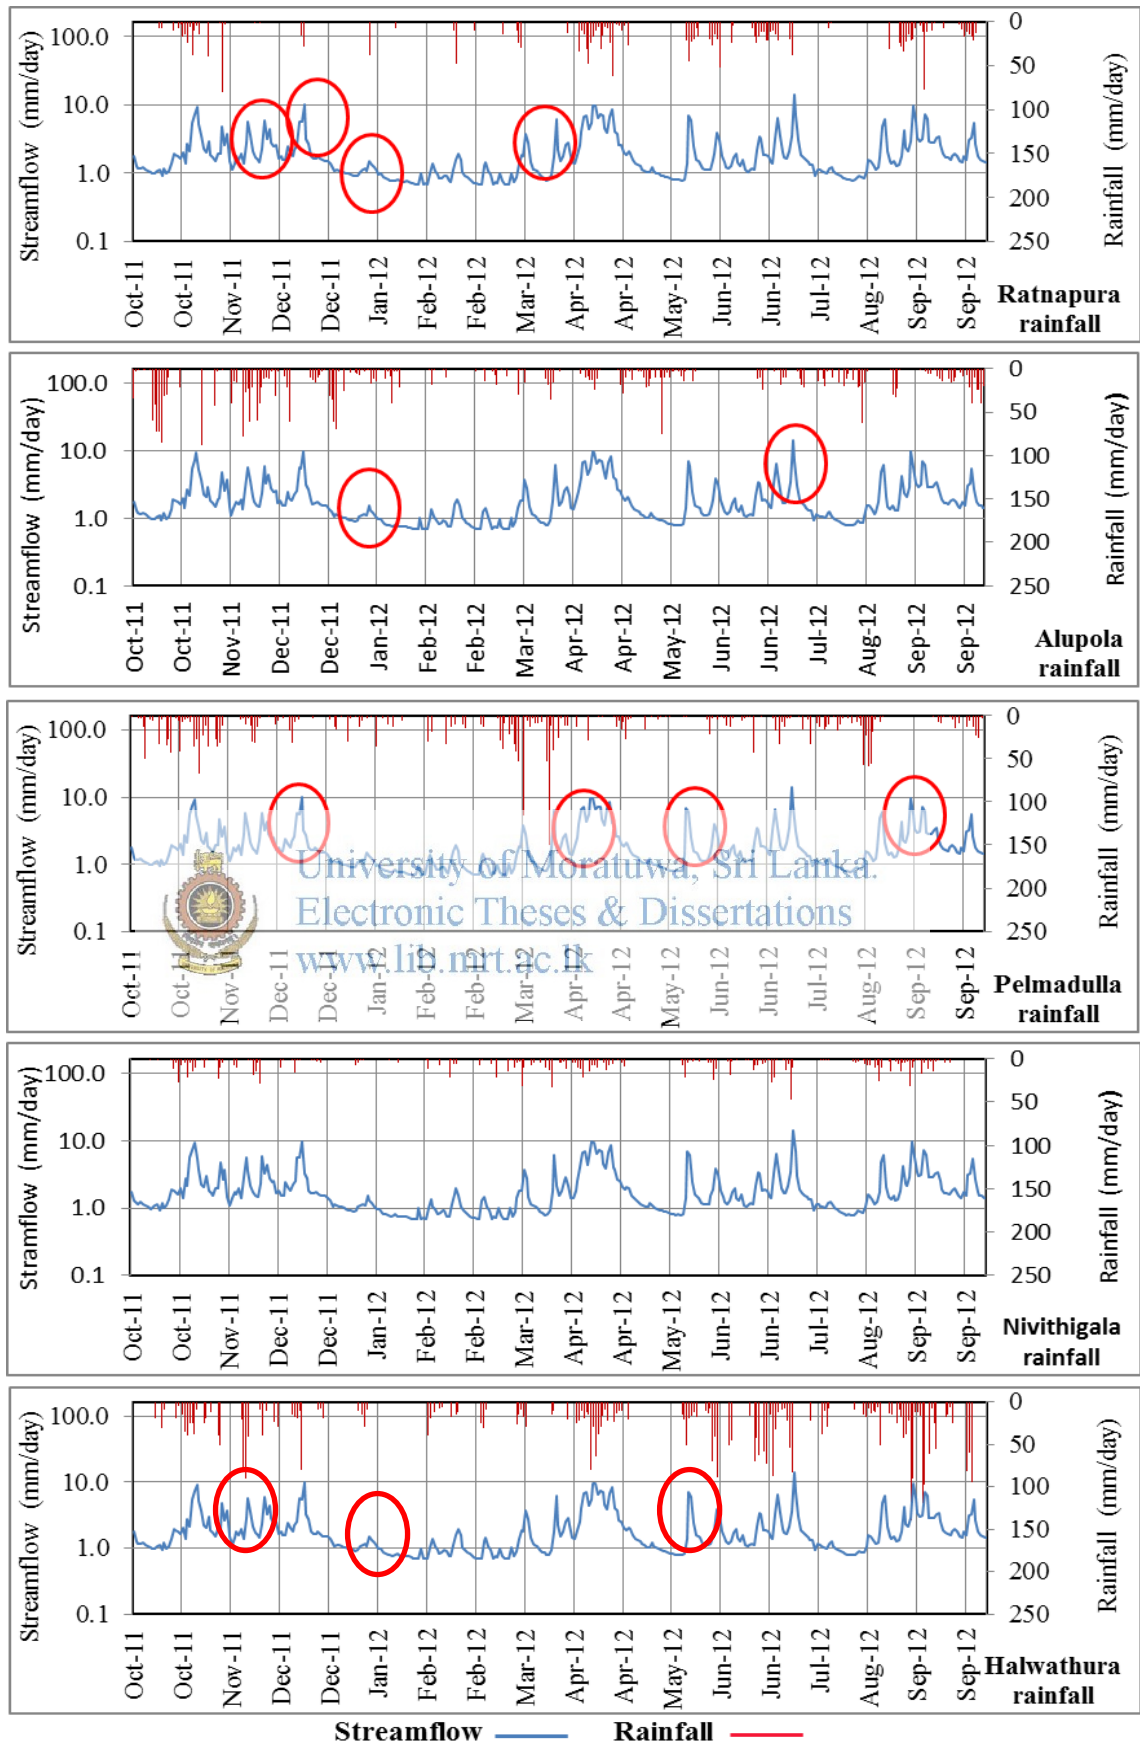 Streamflow (mm/day)
100.0
10.0
1.0
0.1
0
50
100
150
200
250
Rainfall (mm/day)
Oct-11
Oct-11
Nov-11
Dec-11
Dec-11
Jan-12
Feb-12
Feb-12
Mar-12
Apr-12
Apr-12
May-12
Jun-12
Jun-12
Jul-12
Aug-12
Sep-12
Sep-12
Ratnapura
rainfall
Streamflow (mm/day)
100.0
10.0
1.0
0.1
0
50
100
150
200
250
Rainfall (mm/day)
Oct-11
Oct-11
Nov-11
Dec-11
Dec-11
Jan-12
Feb-12
Feb-12
Mar-12
Apr-12
Apr-12
May-12
Jun-12
Jun-12
Jul-12
Aug-12
Sep-12
Sep-12
Alupola
rainfall
Streamflow (mm/day)
100.0
10.0
1.0
0.1
0
50
100
150
200
250
Rainfall (mm/day)
University of Moratuwa, Sri Lanka.
Electronic Theses & Dissertations
www.lib.mrt.ac.lk
Oct-11
Oct-11
Nov-11
Dec-11
Dec-11
Jan-12
Feb-12
Feb-12
Mar-12
Apr-12
Apr-12
May-12
Jun-12
Jun-12
Jul-12
Aug-12
Sep-12
Sep-12
Pelmadulla
rainfall
Stramflow (mm/day)
100.0
10.0
1.0
0.1
0
50
100
150
200
250
Rainfall (mm/day)
Oct-11
Oct-11
Nov-11
Dec-11
Dec-11
Jan-12
Feb-12
Feb-12
Mar-12
Apr-12
Apr-12
May-12
Jun-12
Jun-12
Jul-12
Aug-12
Sep-12
Sep-12
Nivithigala
rainfall
Streamflow (mm/day)
100.0
10.0
1.0
0.1
0
50
100
150
200
250
Rainfall (mm/day)
Oct-11
Oct-11
Nov-11
Dec-11
Dec-11
Jan-12
Feb-12
Feb-12
Mar-12
Apr-12
Apr-12
May-12
Jun-12
Jun-12
Jul-12
Aug-12
Sep-12
Sep-12
Halwathura
rainfall
Streamflow Rainfall